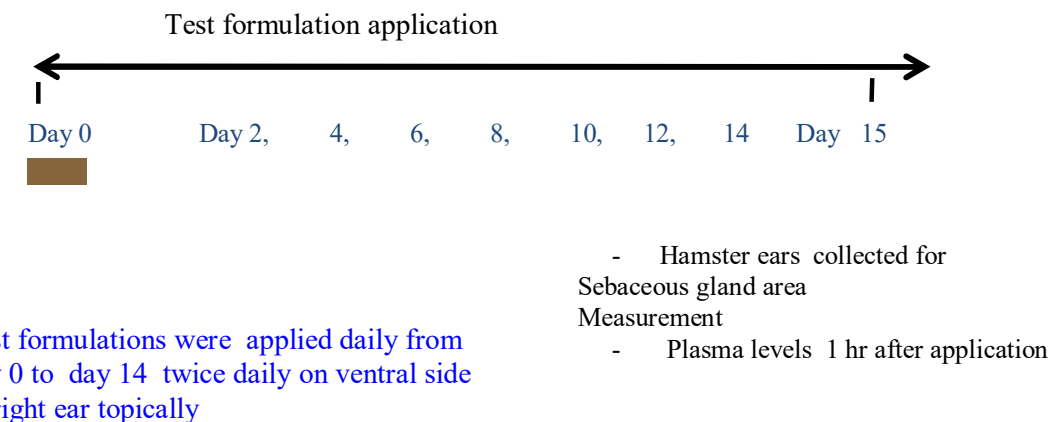 Test formulation application
Day 0 Day 2, 4, 6, 8, 10, 12, 14 Day 15
- Hamster ears collected for
Sebaceous gland area
Measurement
- Plasma levels 1 hr after application
st formulations were applied daily from
0 to day 14 twice daily on ventral side
right ear topically